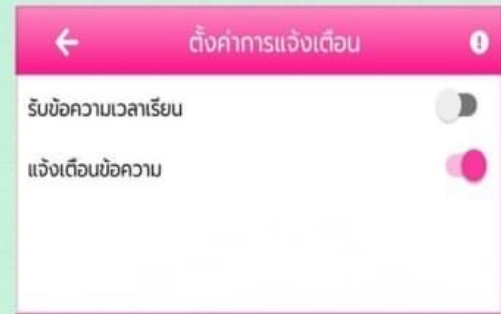 ตั้งค่าการแจ้งเตือน
รับข้อความเวลาเรียน
แจ้งเตือนข้อความ